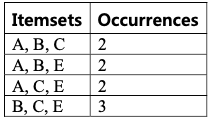 Itemsets Occurrences
A, B, C 2
A, B, E 2
A, C, E 2
B, C, E 3